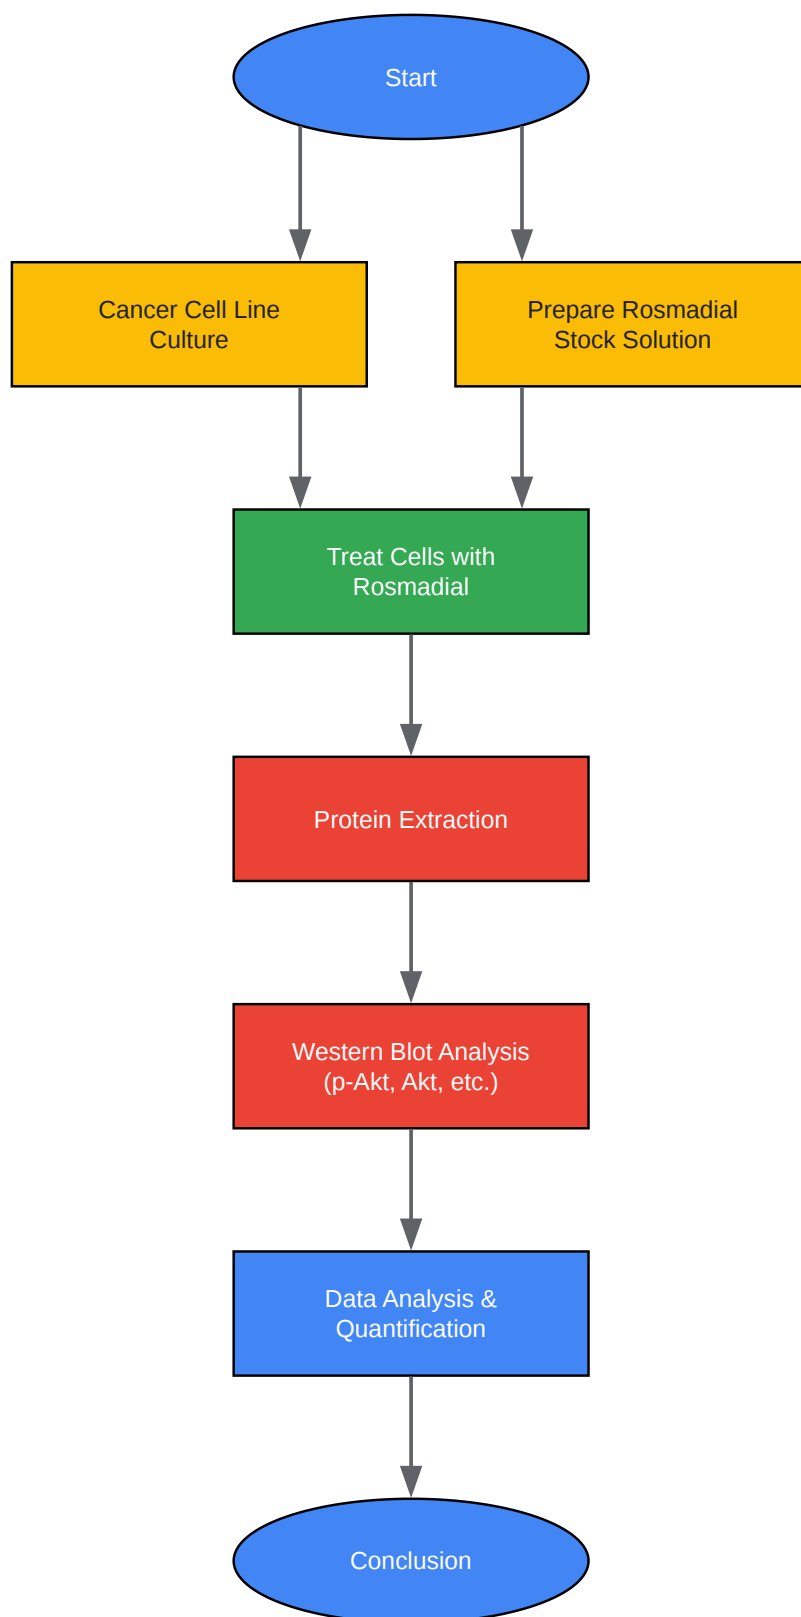 Start
Cancer Cell Line
Culture
Prepare Rosmadial
Stock Solution
Treat Cells with
Rosmadial
Protein Extraction
Western Blot Analysis
(p-Akt, Akt, etc.)
Data Analysis &
Quantification
Conclusion